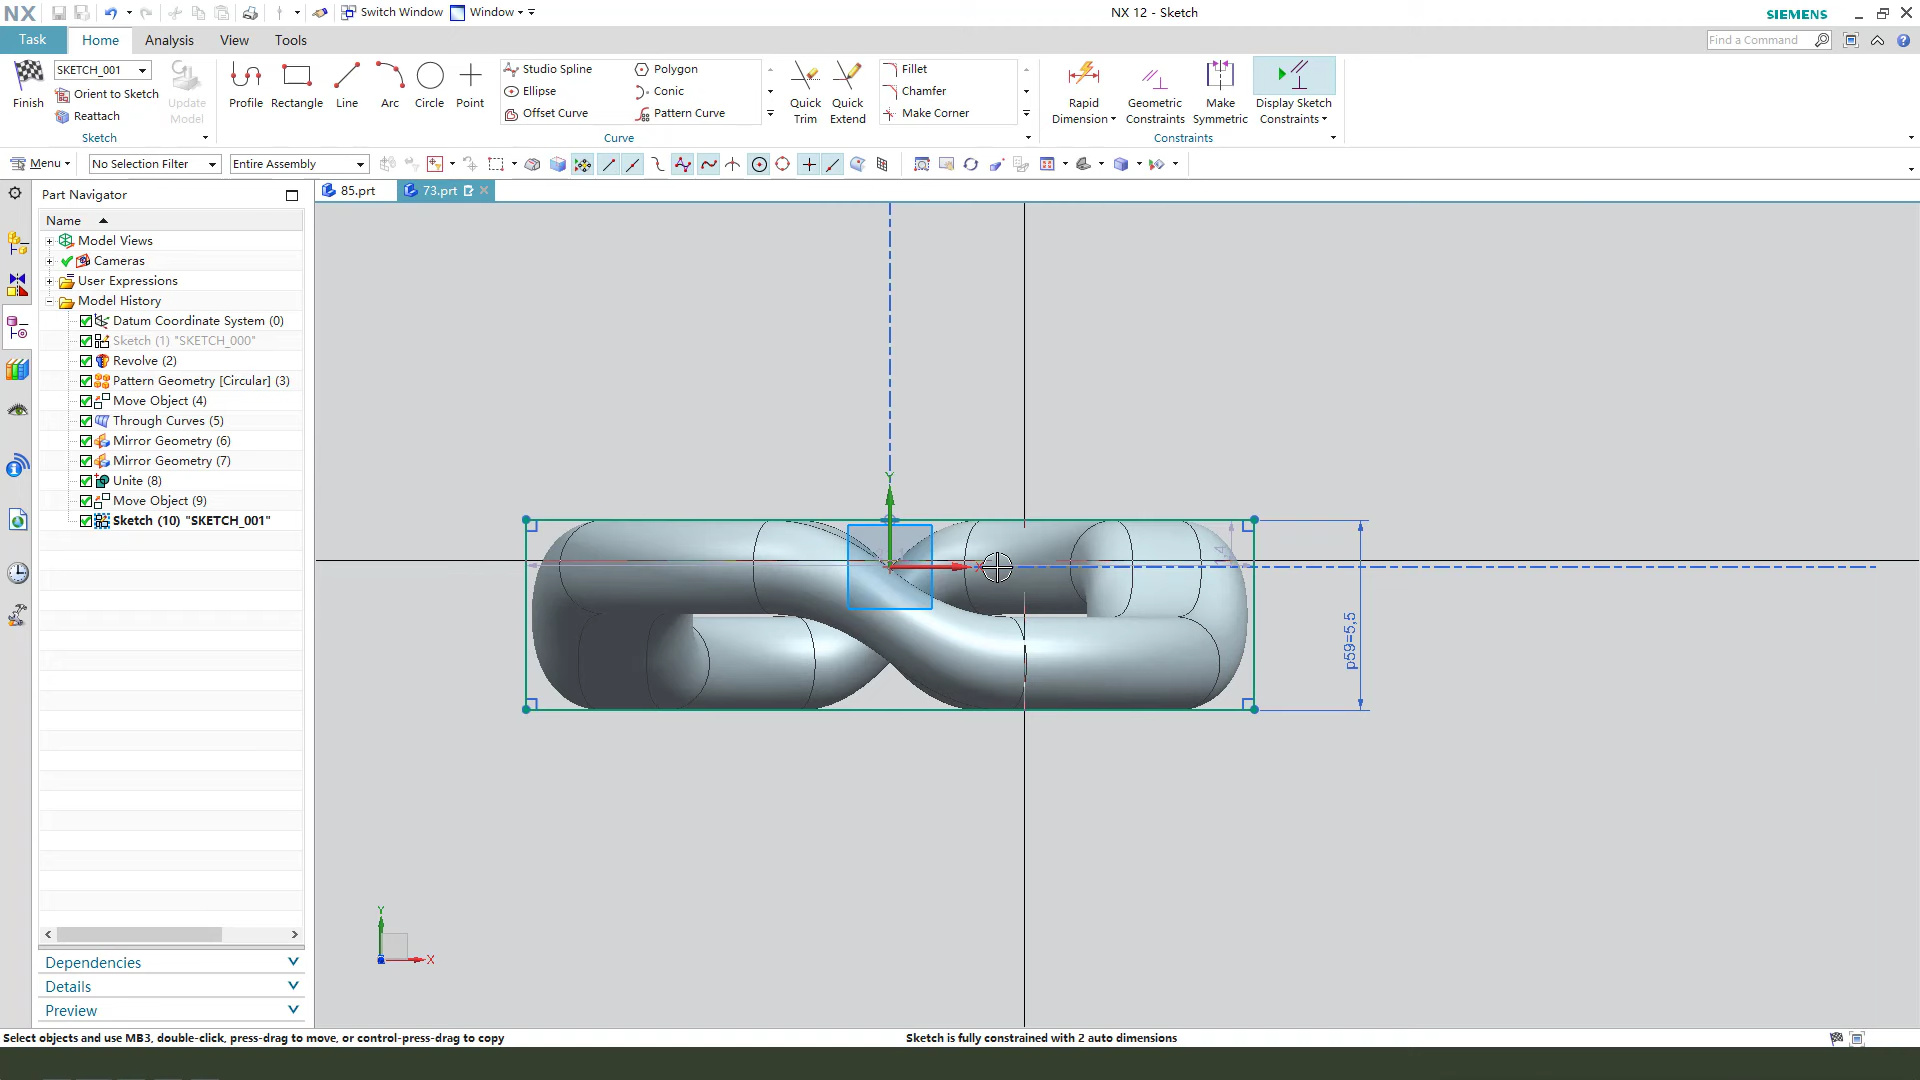 NX
Switch Window
Window
NX 12 - Sketch
SIEMENS
Task
Home
Analysis
View
Tools
Find a Command
Finish
SKETCH_001
Orient to Sketch
Reattach
Update Model
Sketch
Profile
Rectangle
Line
Arc
Circle
Point
Studio Spline
Ellipse
Offset Curve
Polygon
Conic
Pattern Curve
Quick Trim
Quick Extend
Fillet
Chamfer
Make Corner
Curve
Rapid Dimension
Geometric Constraints
Make Symmetric
Display Sketch Constraints
Constraints
Menu
No Selection Filter
Entire Assembly
Part Navigator
85.prt
73.prt
Name
Model Views
Cameras
User Expressions
Model History
Datum Coordinate System (0)
Sketch (1) "SKETCH_000"
Revolve (2)
Pattern Geometry [Circular] (3)
Move Object (4)
Through Curves (5)
Mirror Geometry (6)
Mirror Geometry (7)
Unite (8)
Move Object (9)
Sketch (10) "SKETCH_001"
Y
X
p59=5,5
Y
X
Dependencies
Details
Preview
Select objects and use MB3, double-click, press-drag to move, or control-press-drag to copy
Sketch is fully constrained with 2 auto dimensions